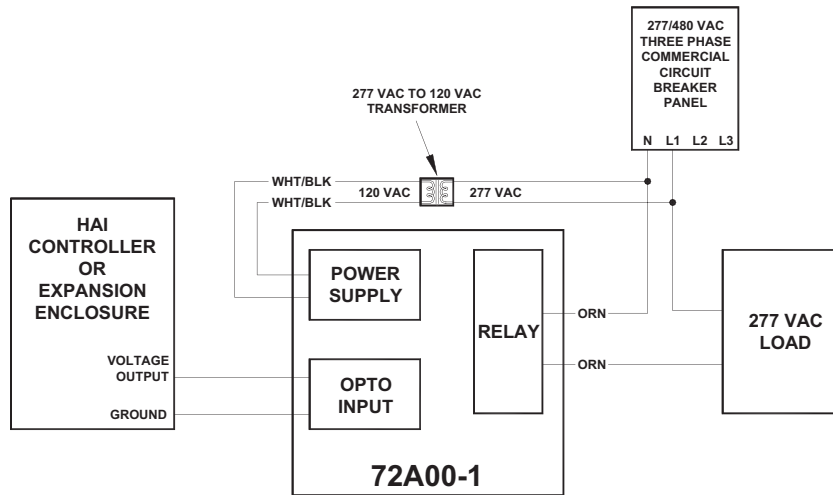 277/480 VAC
THREE PHASE
COMMERCIAL
CIRCUIT
BREAKER
PANEL
N L1 L2 L3
277 VAC TO 120 VAC
TRANSFORMER
WHT/BLK
120 VAC
277 VAC
WHT/BLK
HAI
CONTROLLER
OR
EXPANSION
ENCLOSURE
VOLTAGE
OUTPUT
GROUND
POWER
SUPPLY
OPTO
INPUT
RELAY
ORN
ORN
277 VAC
LOAD
72A00-1